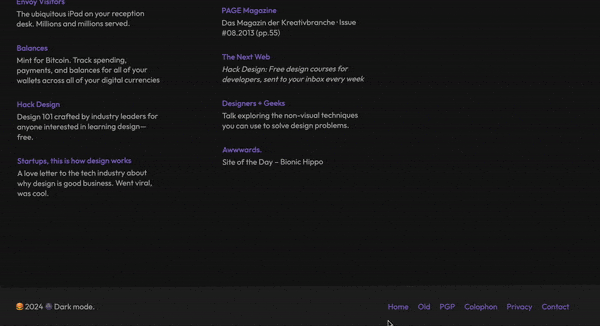 Envoy Visitors
The ubiquitous iPad on your reception
desk. Millions and millions served.
Balances
Mint for Bitcoin. Track spending,
payments, and balances for all of your
wallets across all of your digital currencies
Hack Design
Design 101 crafted by industry leaders for
anyone interested in learning design—
free.
Startups, this is how design works
A love letter to the tech industry about
why design is good business. Went viral,
was cool.
PAGE Magazine
Das Magazin der Kreativbranche · Issue
#08.2013 (pp.55)
The Next Web
Hack Design: Free design courses for
developers, sent to your inbox every week
Designers + Geeks
Talk exploring the non-visual techniques
you can use to solve design problems.
Awwwards.
Site of the Day – Bionic Hippo
2024 Dark mode.
Home Old PGP Colophon Privacy Contact